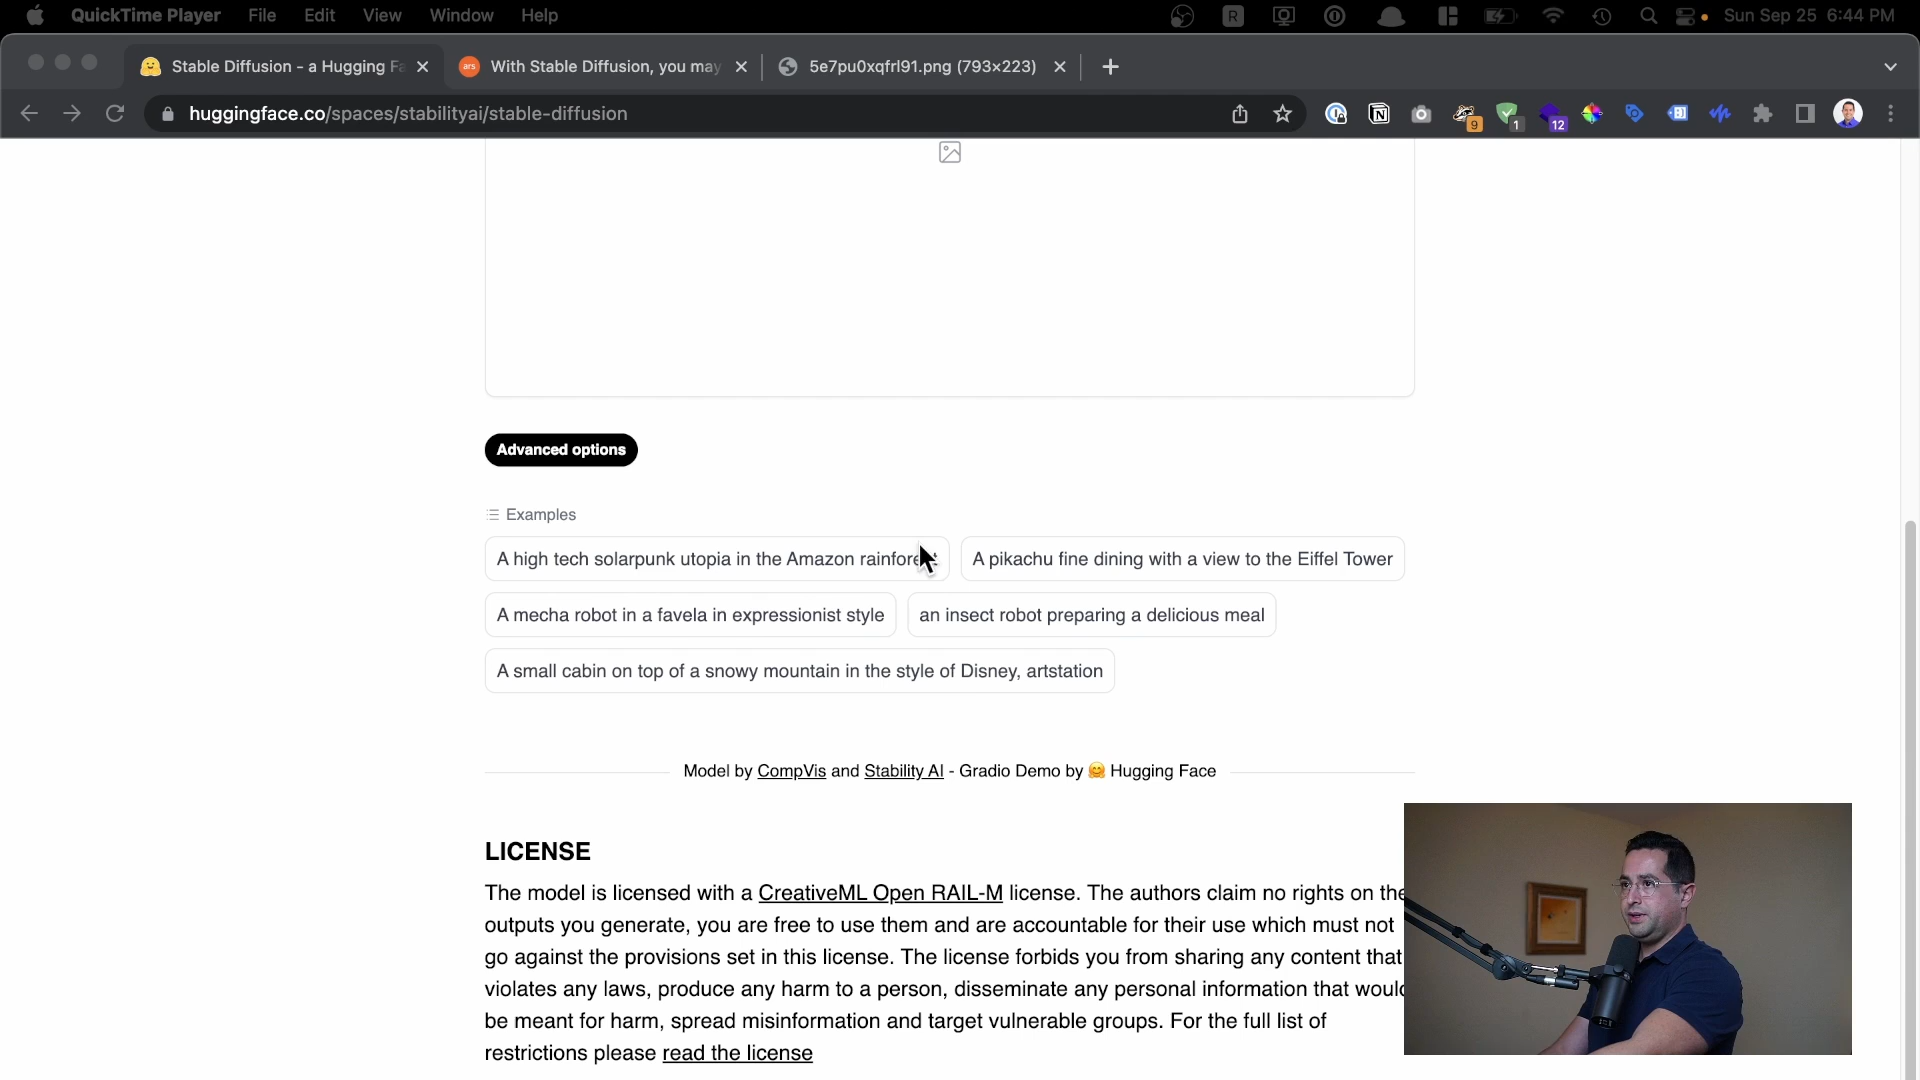 QuickTime Player File Edit View Window Help Sun Sep 25 6:44 PM
Stable Diffusion - a Hugging Fa With Stable Diffusion, you may 5e7pu0xqfrl91.png (793×223)
huggingface.co/spaces/stabilityai/stable-diffusion 9 1 12
Advanced options
Examples
A high tech solarpunk utopia in the Amazon rainforest A pikachu fine dining with a view to the Eiffel Tower
A mecha robot in a favela in expressionist style an insect robot preparing a delicious meal
A small cabin on top of a snowy mountain in the style of Disney, artstation
Model by CompVis and Stability AI - Gradio Demo by 🤗 Hugging Face
LICENSE
The model is licensed with a CreativeML Open RAIL-M license. The authors claim no rights on the
outputs you generate, you are free to use them and are accountable for their use which must not
go against the provisions set in this license. The license forbids you from sharing any content that
violates any laws, produce any harm to a person, disseminate any personal information that would
be meant for harm, spread misinformation and target vulnerable groups. For the full list of
restrictions please read the license